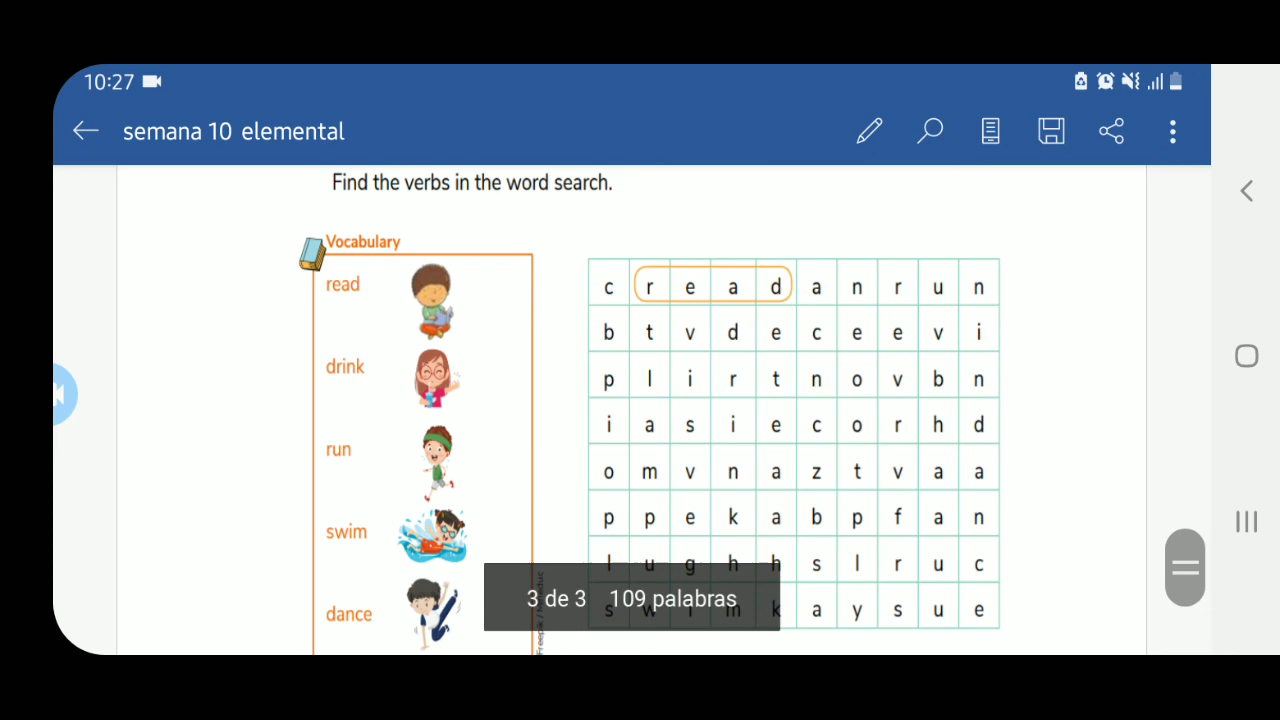 10:27
semana 10 elemental
Find the verbs in the word search.
Vocabulary
read
drink
run
swim
dance
c r e a d a n r u n
b t v d e c e e v i
p l i r t n o v b n
i a s i e c o r h d
o m v n a z t v a a
p p e k a b p f a n
l u g h h s l r u c
s w i m k a y s u e
3 de 3 109 palabras
Freepik /